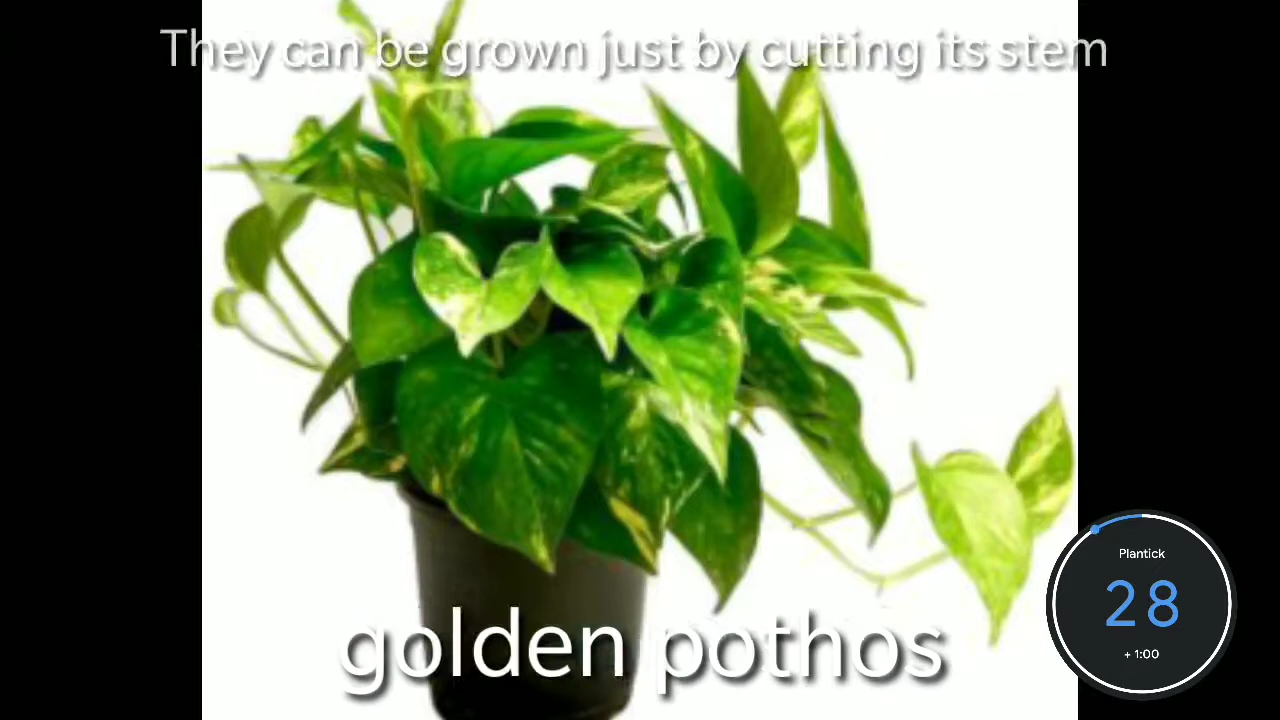 They can be grown just by cutting its stem
golden pothos
Plantick
28
+ 1:00